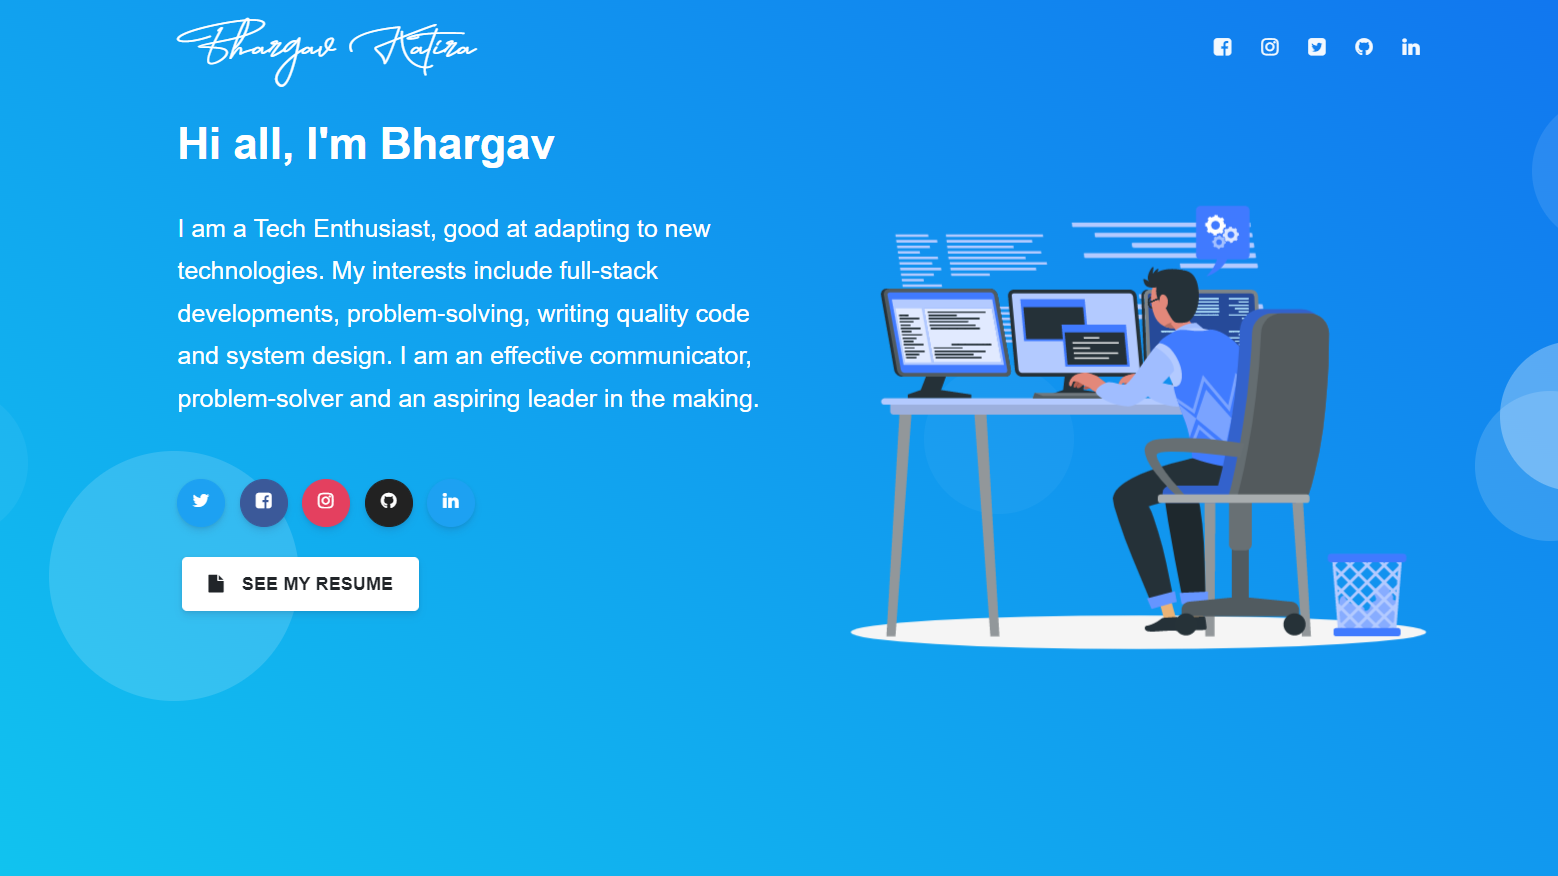 Bhargav Katira
Hi all, I'm Bhargav
I am a Tech Enthusiast, good at adapting to new
technologies. My interests include full-stack
developments, problem-solving, writing quality code
and system design. I am an effective communicator,
problem-solver and an aspiring leader in the making.
SEE MY RESUME